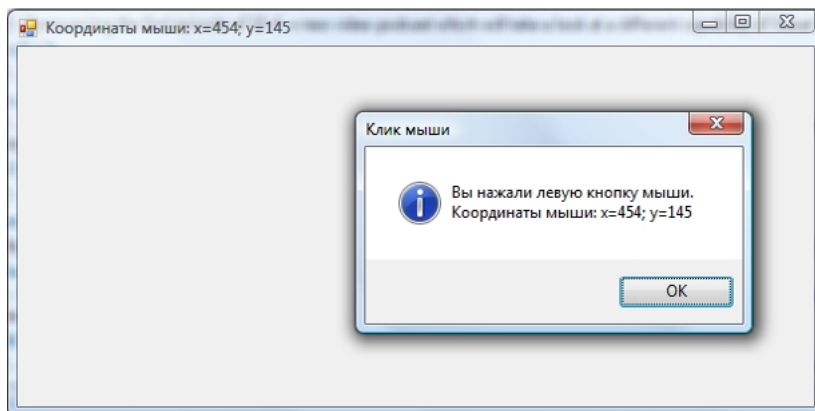 Координаты мыши: x=454; y=145
Клик мыши
Вы нажали левую кнопку мыши.
Координаты мыши: x=454; y=145
OK